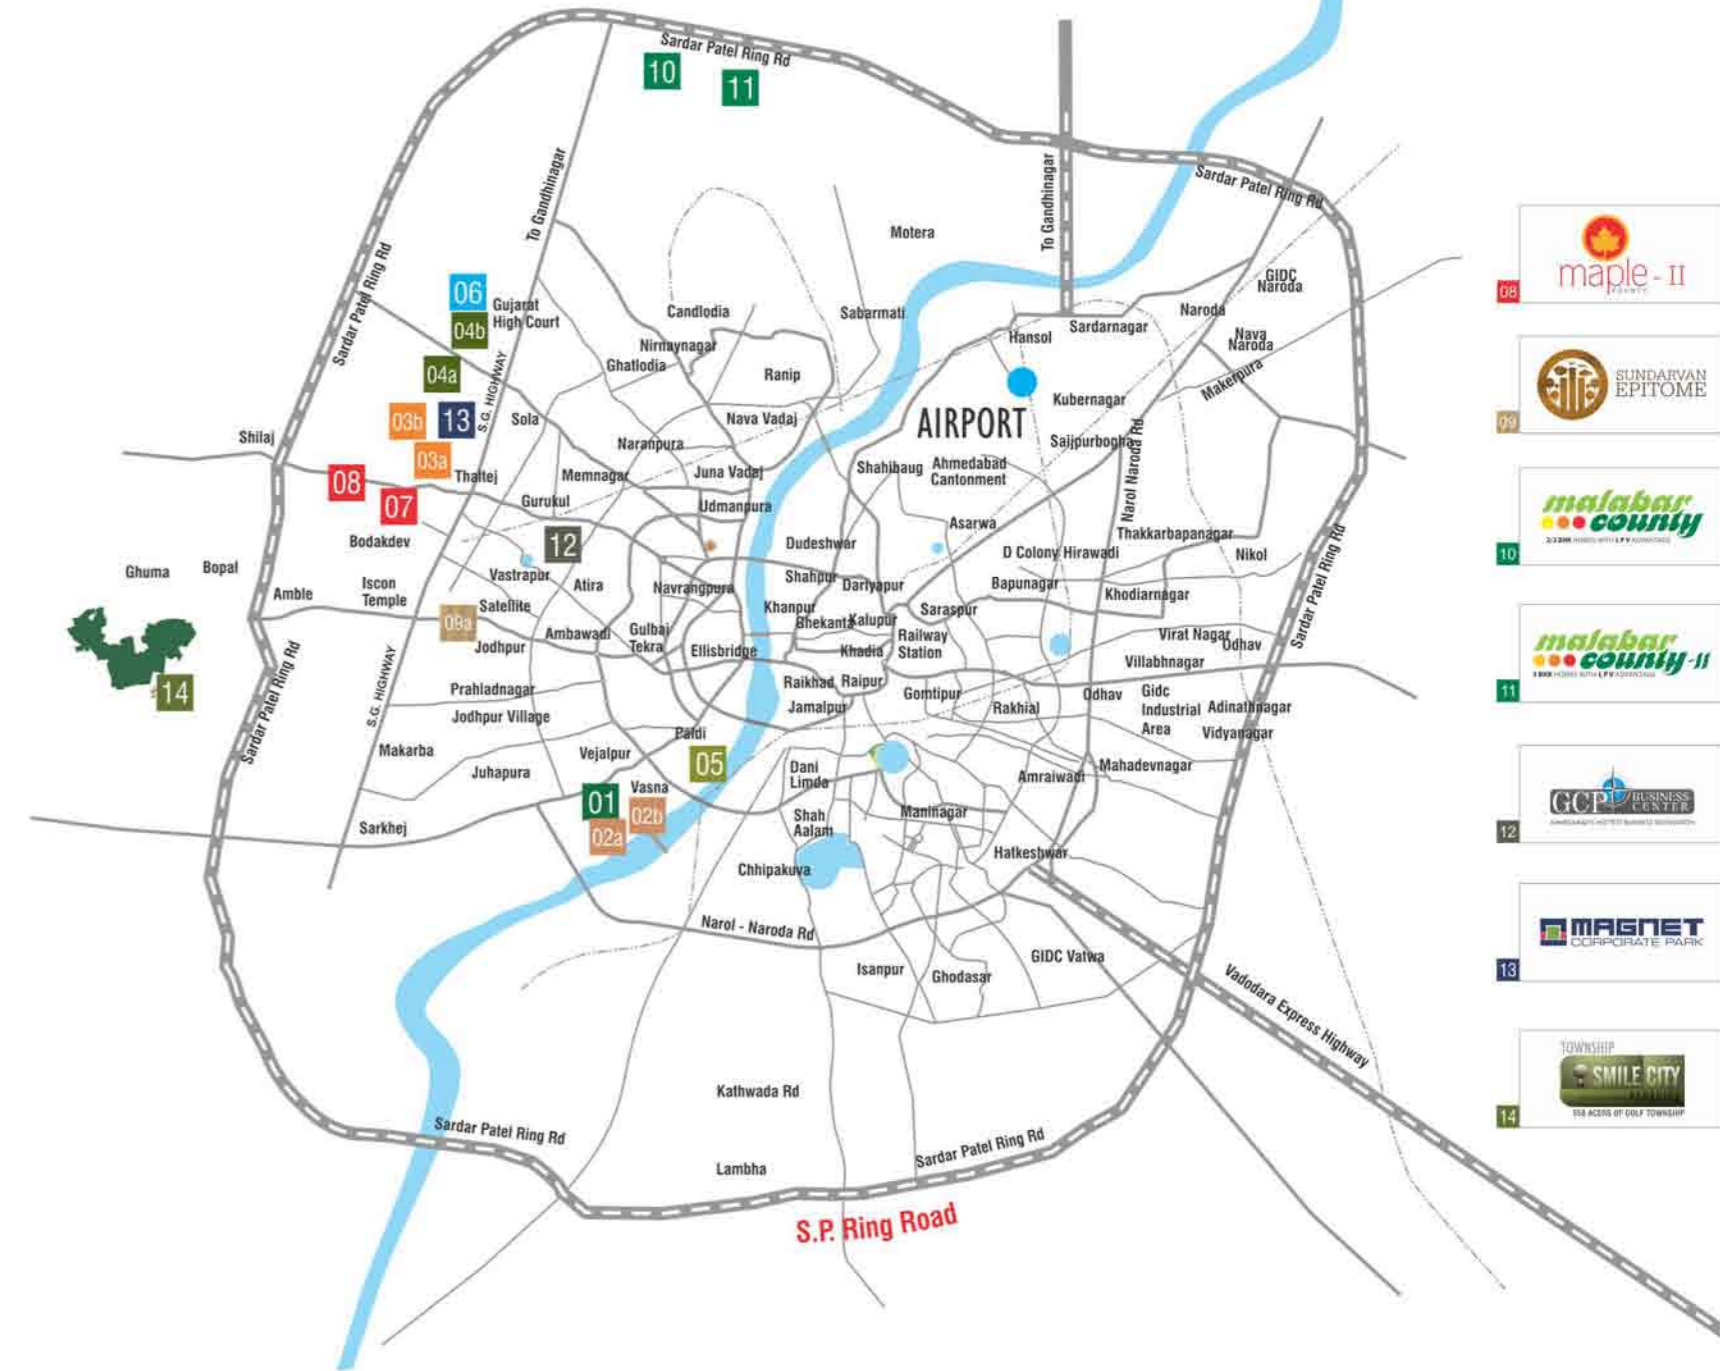 Sardar Patel Ring Rd
10
11
To Gandhinagar
To Gandhinagar
Sardar Patel Ring Rd
Motera
Sardar Patel Ring Rd
06
Gujarat
High Court
04b
04a
S.G. HIGHWAY
Candlodia
Sabarmati
Nirnaynagar
Ghatlodia
Ranip
Hansol
Sardarnagar
Naroda
GIDC
Naroda
Nava
Naroda
Makerpura
Kubernagar
AIRPORT
03b
13
03a
Sola
Nava Vadaj
Naranpura
Saijpurbogha
Narol Naroda Rd
Shilaj
08
07
Thaltej
Memnagar
Juna Vadaj
Shahibaug
Ahmedabad
Cantonment
Gurukul
Udmanpura
Asarwa
Thakkarbapanagar
Bodakdev
12
Dudeshwar
D Colony
Hirawadi
Nikol
Sardar Patel Ring Rd
Ghuma
Bopal
Amble
Iscon
Temple
Vastrapur
Atira
Navrangpura
Shahpur
Dariyapur
Bapunagar
Khodiarnagar
09a
Satellite
Khanpur
Bhekanta
Kalupur
Saraspur
Jodhpur
Ambawadi
Gulbai
Tekra
Ellisbridge
Khadia
Railway
Station
Virat Nagar
Odhav
Villabhnagar
14
Sardar Patel Ring Rd
S.G. HIGHWAY
Prahladnagar
Jodhpur Village
Raikhad
Raipur
Jamalpur
Gomtipur
Rakhial
Odhav
Gidc
Industrial
Area
Adinathnagar
Vidyanagar
Makarba
Juhapura
Vejalpur
Paldi
05
Dani
Limda
Amraiwadi
Mahadevnagar
Vasna
01
02b
02a
Sarkhej
Shah
Aalam
Maninagar
Hatkeshwar
Chhipakuva
Narol - Naroda Rd
Isanpur
Ghodasar
GIDC Vatwa
Vadodara Express Highway
Kathwada Rd
Sardar Patel Ring Rd
Lambha
Sardar Patel Ring Rd
S.P. Ring Road
maple - II
08
SUNDARVAN
EPITOME
09
malabar
county
10
malabar
county-II
11
GCP BUSINESS
CENTER
12
MAGNET
CORPORATE PARK
13
TOWNSHIP
SMILE CITY
558 ACERS OF GOLF TOWNSHIP
14